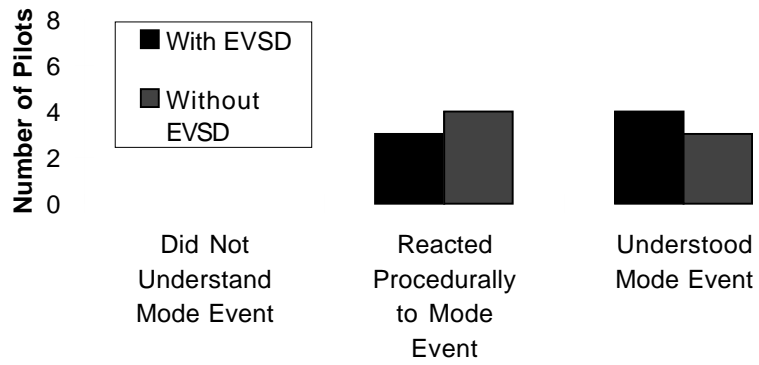 Number of Pilots
8
6
4
2
0
With EVSD
Without
EVSD
Did Not
Understand
Mode Event
Reacted
Procedurally
to Mode
Event
Understood
Mode Event